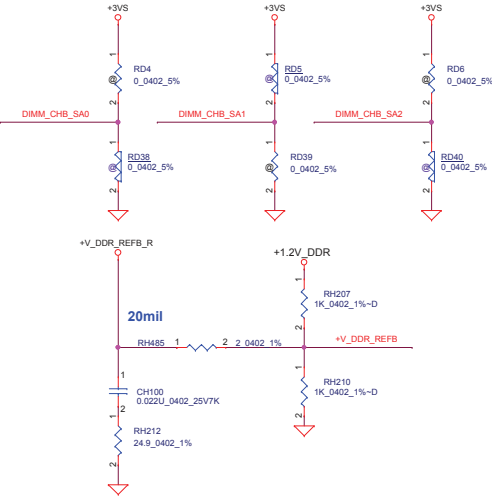 +3VS +3VS +3VS
1 1 1
RD4 RD5 RD6
@ @ @
0_0402_5% 0_0402_5% 0_0402_5%
2 2 2
DIMM_CHB_SA0 DIMM_CHB_SA1 DIMM_CHB_SA2
1 1 1
RD38 RD39 RD40
@ @ @
0_0402_5% 0_0402_5% 0_0402_5%
2 2 2
+V_DDR_REFB_R
+1.2V_DDR
1
RH207
1K_0402_1%~D
2
20mil
RH485 1 2 2_0402_1% +V_DDR_REFB
1
RH210
1K_0402_1%~D
2
1
CH100
0.022U_0402_25V7K
2
1
RH212
24.9_0402_1%
2